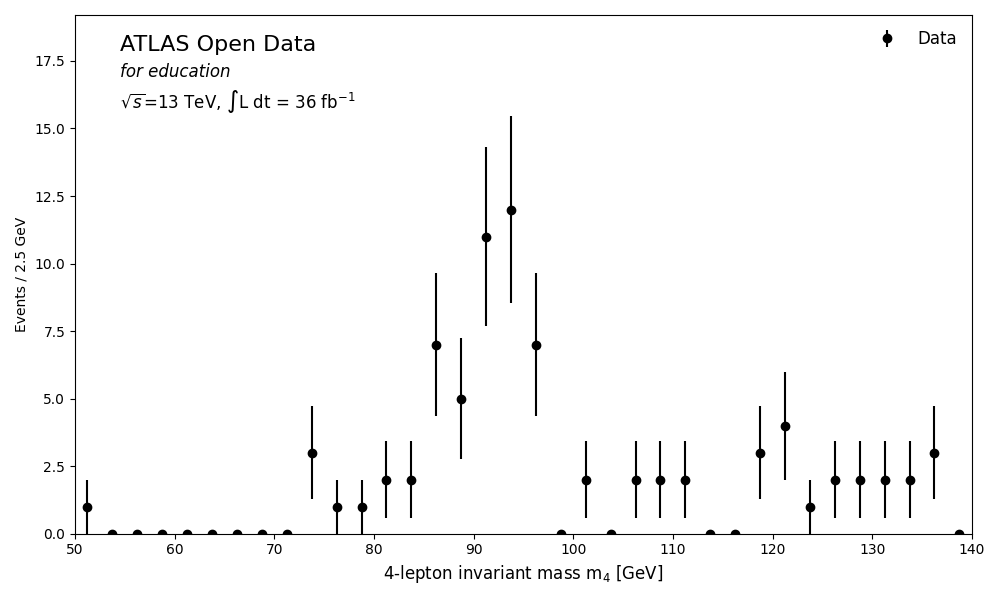 ATLAS Open Data
for education
√s=13 TeV, ∫L dt = 36 fb⁻¹
Data
17.5
15.0
12.5
10.0
7.5
5.0
2.5
0.0
Events / 2.5 GeV
50 60 70 80 90 100 110 120 130 140
4-lepton invariant mass m₄ [GeV]